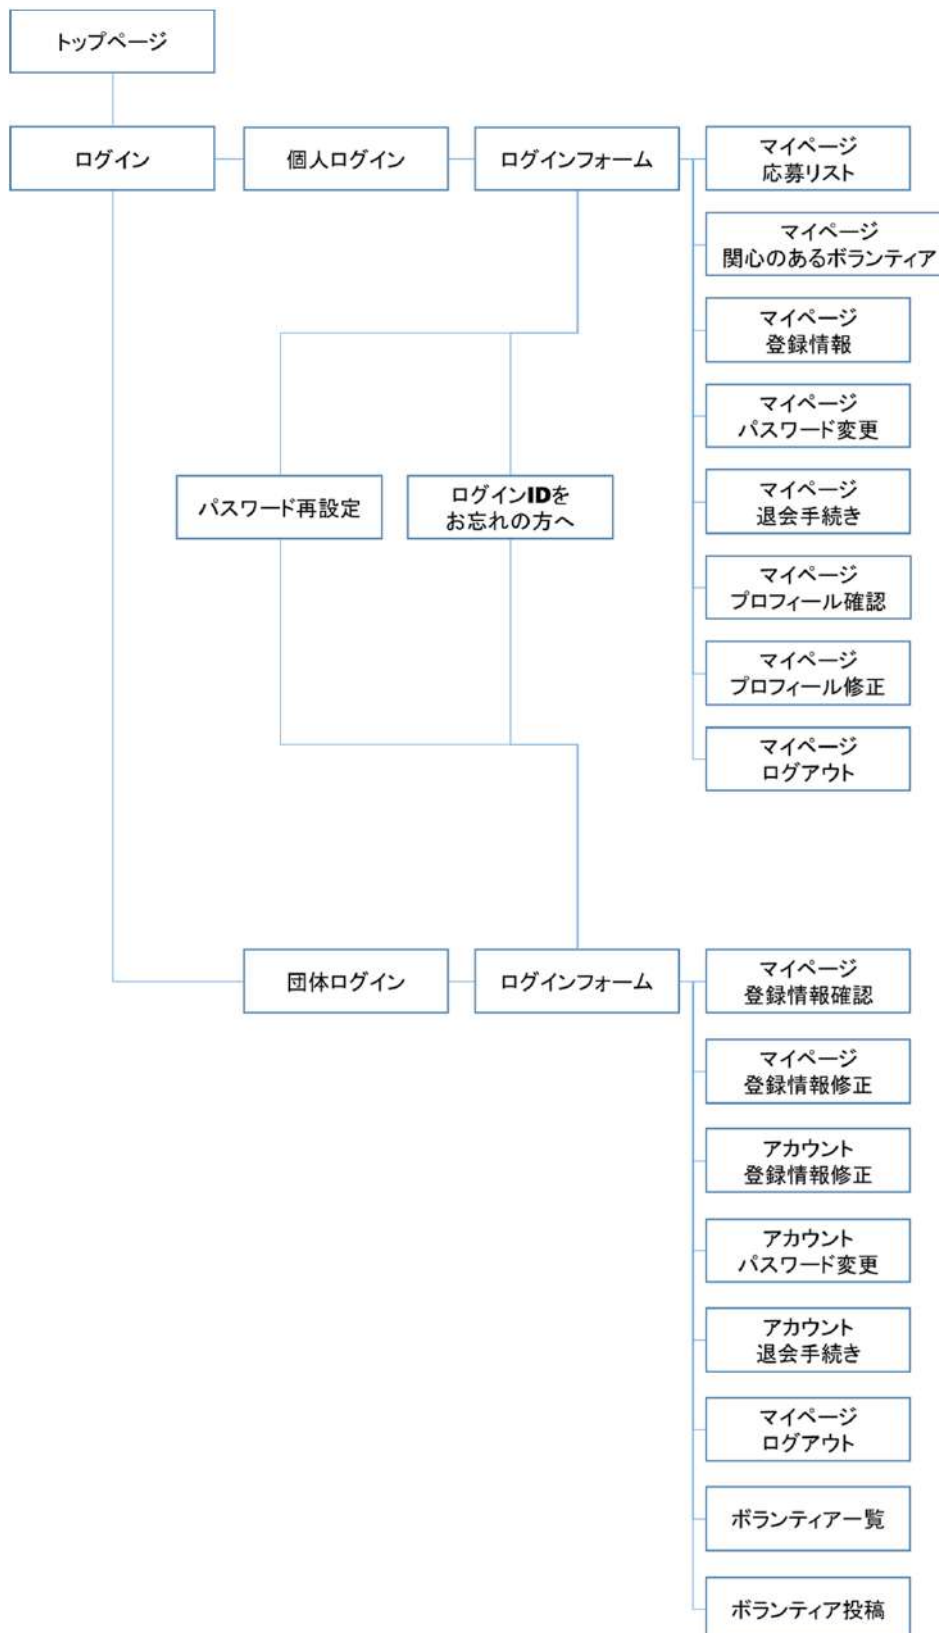 トップページ
ログイン
個人ログイン
ログインフォーム
マイページ
応募リスト
マイページ
関心のあるボランティア
マイページ
登録情報
マイページ
パスワード変更
マイページ
退会手続き
マイページ
プロフィール確認
マイページ
プロフィール修正
マイページ
ログアウト
パスワード再設定
ログインIDを
お忘れの方へ
団体ログイン
ログインフォーム
マイページ
登録情報確認
マイページ
登録情報修正
アカウント
登録情報修正
アカウント
パスワード変更
アカウント
退会手続き
マイページ
ログアウト
ボランティア一覧
ボランティア投稿